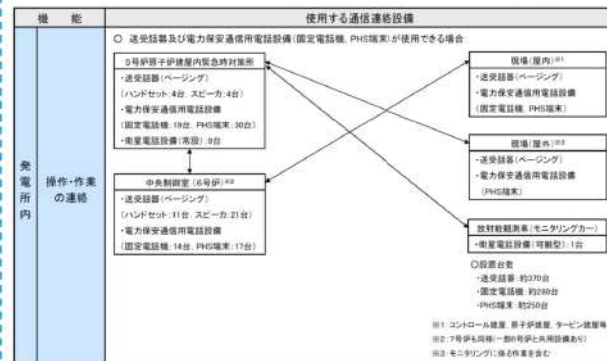 機　能
使用する通信連絡設備
発電所内
操作・作業
の連絡
○ 送受話器及び電力保安通信用電話設備(固定電話機、PHS端末)が使用できる場合
5号炉原子炉建屋内緊急時対策所
・送受話器(ページング)
(ハンドセット:4台、スピーカ:4台)
・電力保安通信用電話設備
(固定電話機:19台、PHS端末:30台)
・衛星電話設備(常設):9台
中央制御室(6号炉)※2
・送受話器(ページング)
(ハンドセット:11台、スピーカ:21台)
・電力保安通信用電話設備
(固定電話機:14台、PHS端末:17台)
現場(屋内)※1
・送受話器(ページング)
・電力保安通信用電話設備
(固定電話機、PHS端末)
現場(屋外)※3
・送受話器(ページング)
・電力保安通信用電話設備
(PHS端末)
放射能観測車(モニタリングカー)
・衛星電話設備(可搬型):1台
○設置台数
・送受話器:約370台
・固定電話機:約280台
・PHS端末:約250台
※1:コントロール建屋、原子炉建屋、タービン建屋等
※2:7号炉も同様(一部6号炉と共用設備あり)
※3:モニタリングに係る作業を含む